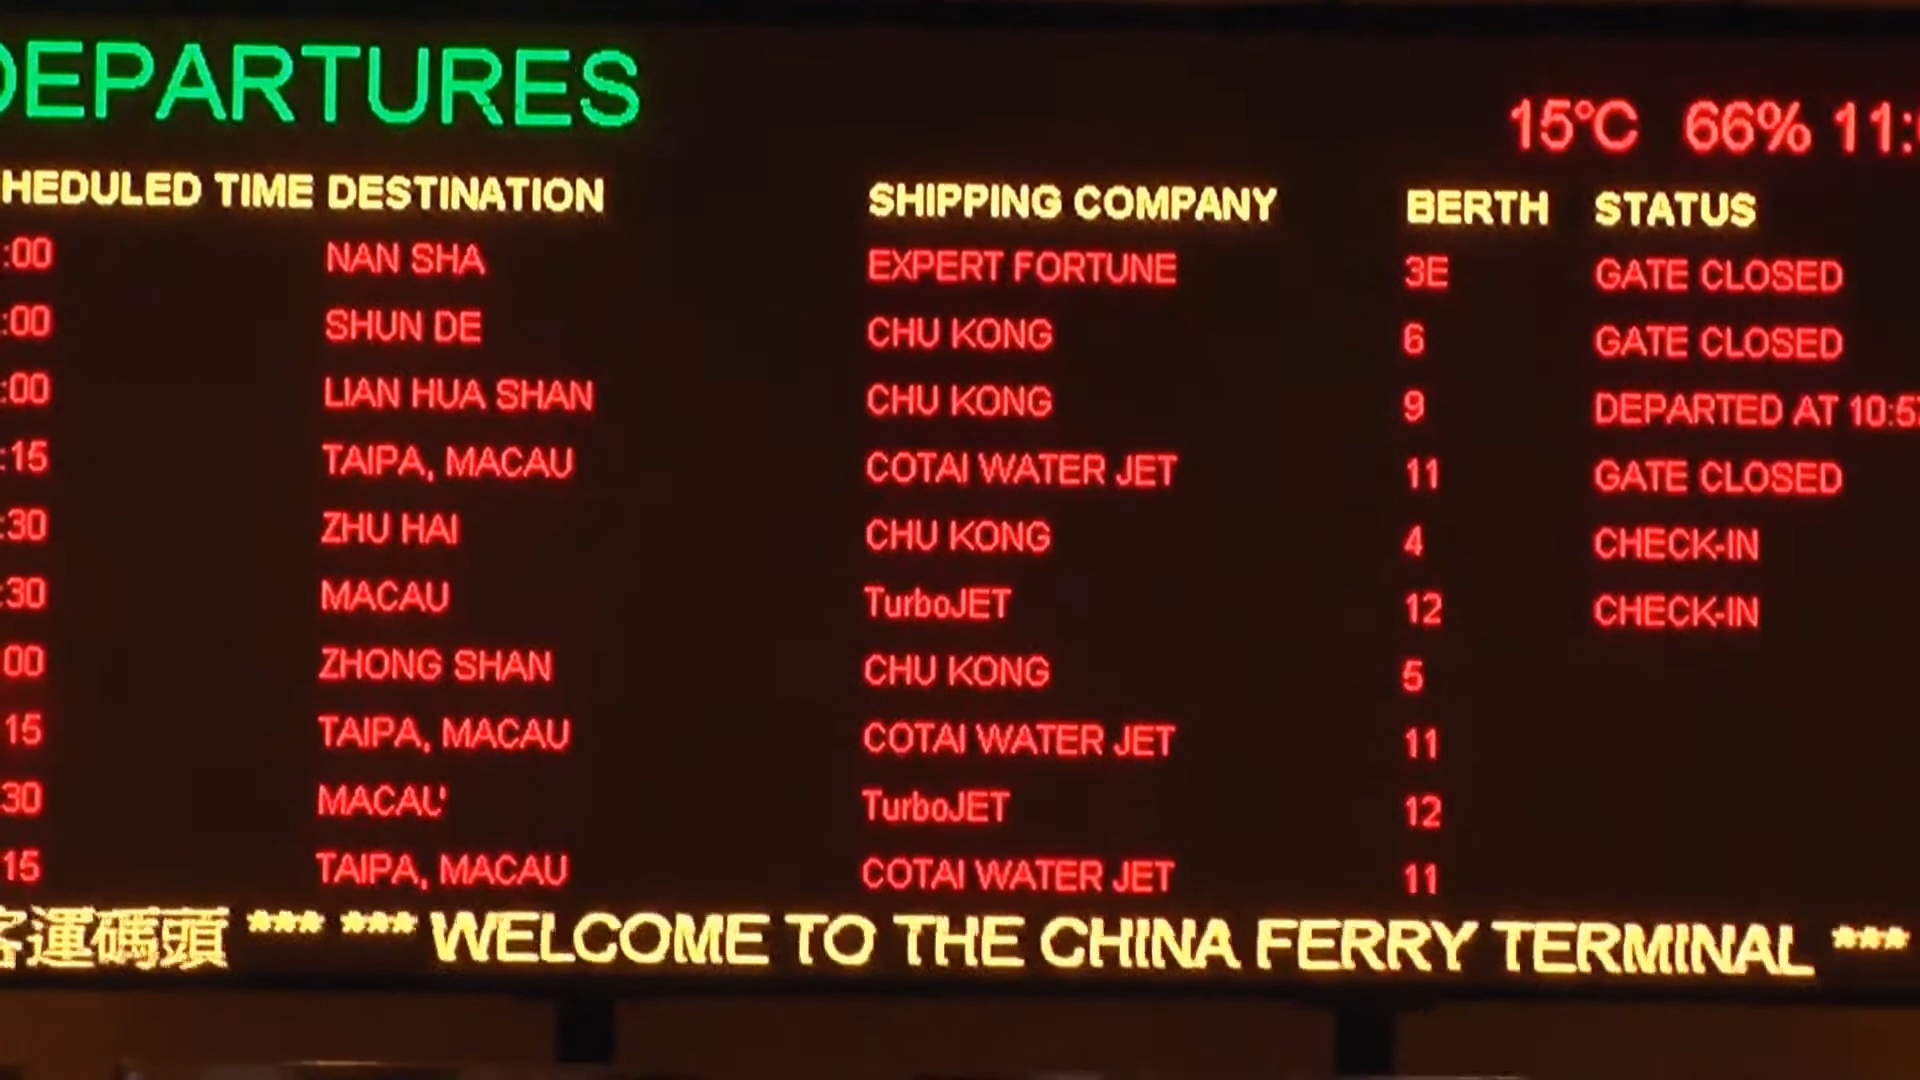 DEPARTURES
15°C 66% 11:
SCHEDULED TIME DESTINATION SHIPPING COMPANY BERTH STATUS
:00 NAN SHA EXPERT FORTUNE 3E GATE CLOSED
:00 SHUN DE CHU KONG 6 GATE CLOSED
:00 LIAN HUA SHAN CHU KONG 9 DEPARTED AT 10:57
:15 TAIPA, MACAU COTAI WATER JET 11 GATE CLOSED
:30 ZHU HAI CHU KONG 4 CHECK-IN
:30 MACAU TurboJET 12 CHECK-IN
00 ZHONG SHAN CHU KONG 5
15 TAIPA, MACAU COTAI WATER JET 11
30 MACAU TurboJET 12
15 TAIPA, MACAU COTAI WATER JET 11
客運碼頭 *** *** WELCOME TO THE CHINA FERRY TERMINAL ***